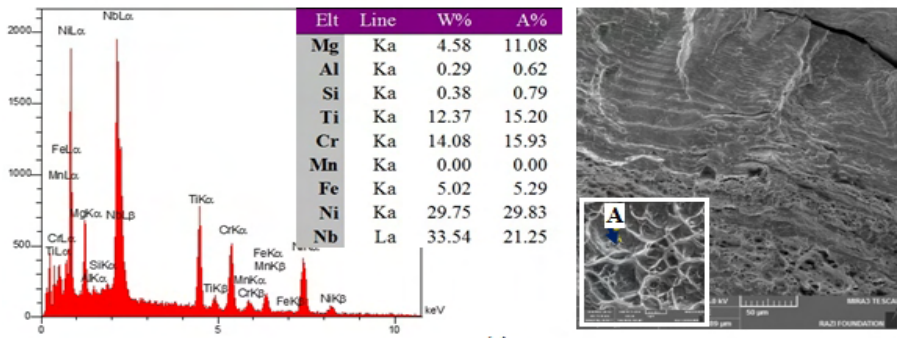 2000
1500
1000
500
0
NbLα
NiLα
FeLα
MnLα
MgKα
NbLβ
CrLα
TiLα
SiKα
AlKα
TiKα
CrKα
TiKβ
MnKα
CrKβ
FeKα
MnKβ
FeKβ
NiKβ
0 5 10
keV
Elt Line W% A%
Mg Ka 4.58 11.08
Al Ka 0.29 0.62
Si Ka 0.38 0.79
Ti Ka 12.37 15.20
Cr Ka 14.08 15.93
Mn Ka 0.00 0.00
Fe Ka 5.02 5.29
Ni Ka 29.75 29.83
Nb La 33.54 21.25
A
kV
MIRA3 TESCAN
50 µm
RAZI FOUNDATION